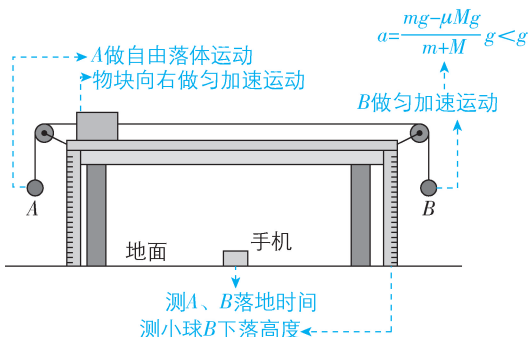 a=\frac{mg-μMg}{m+M}g<g
A做自由落体运动
物块向右做匀加速运动
B做匀加速运动
A
B
地面
手机
测A、B落地时间
测小球B下落高度